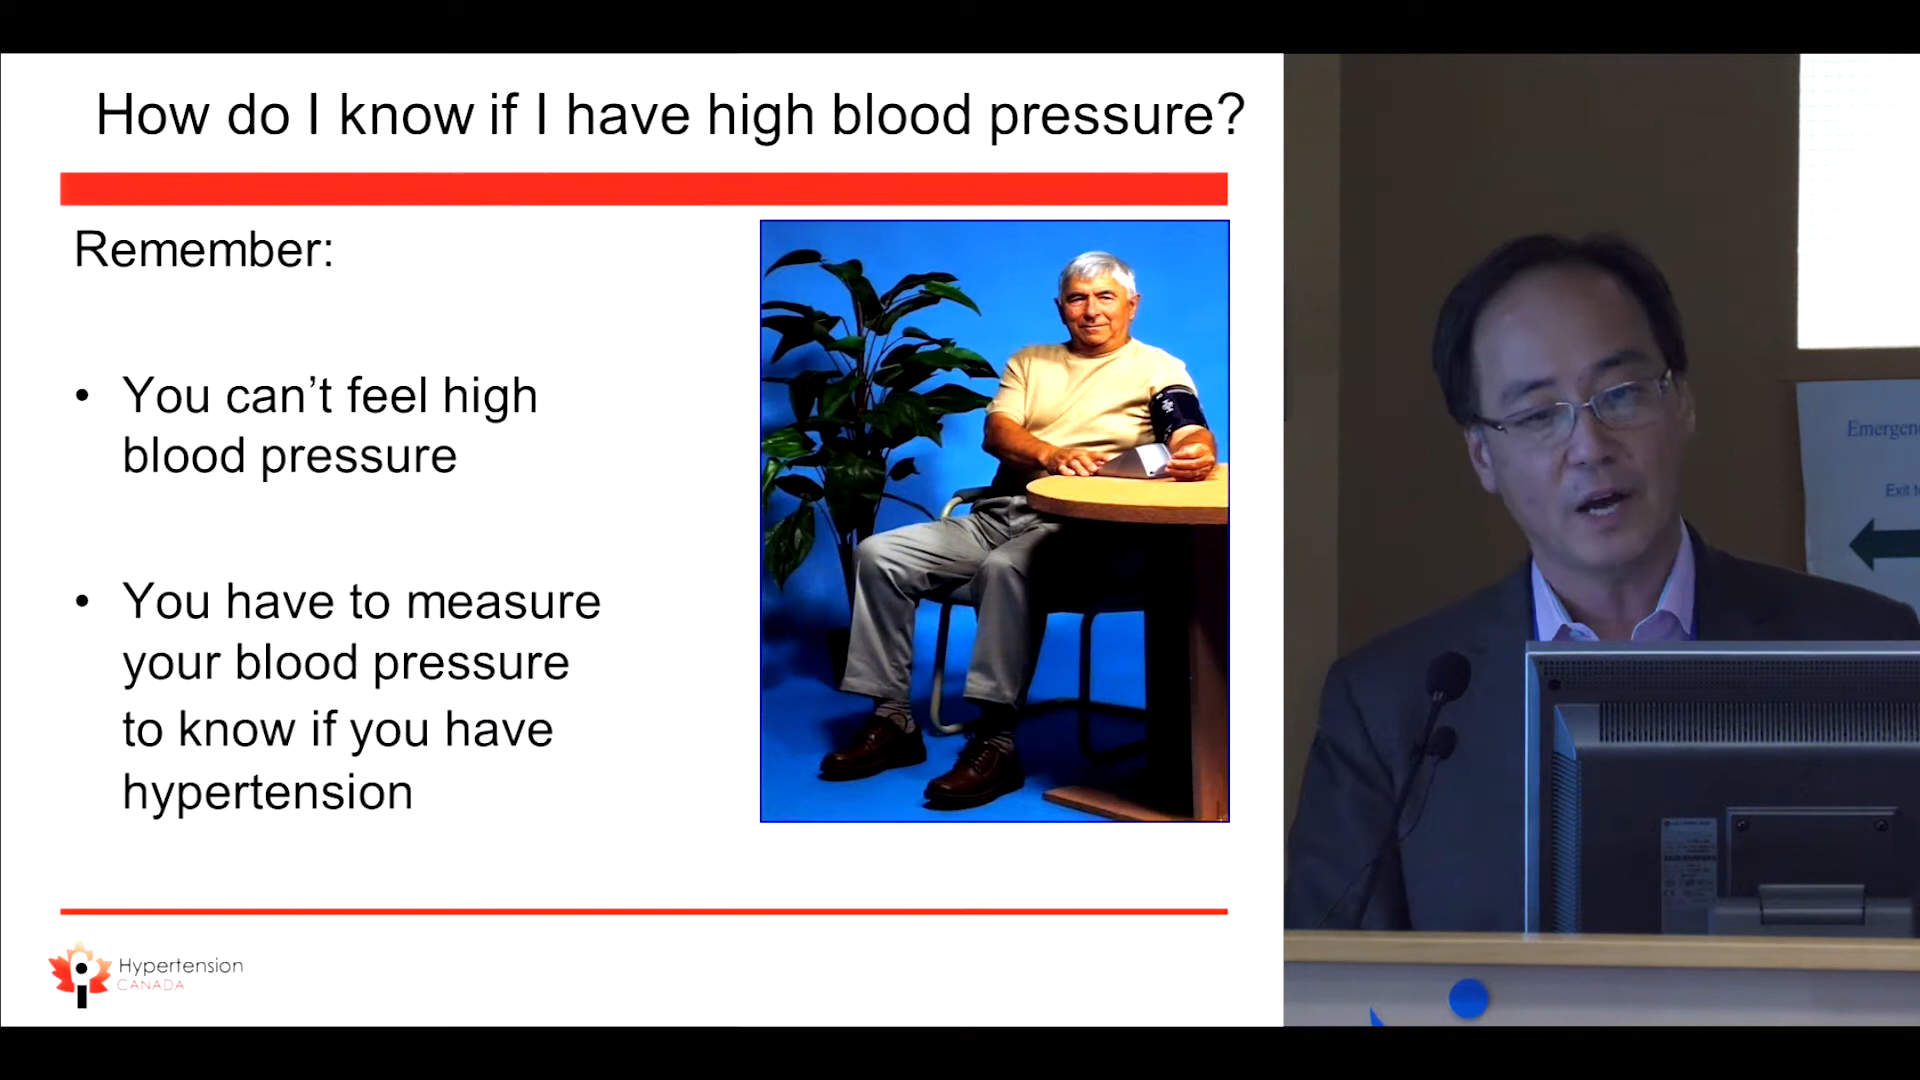 How do I know if I have high blood pressure?
Remember:
• You can’t feel high
blood pressure
• You have to measure
your blood pressure
to know if you have
hypertension
Hypertension
CANADA
Emergen
Exit t